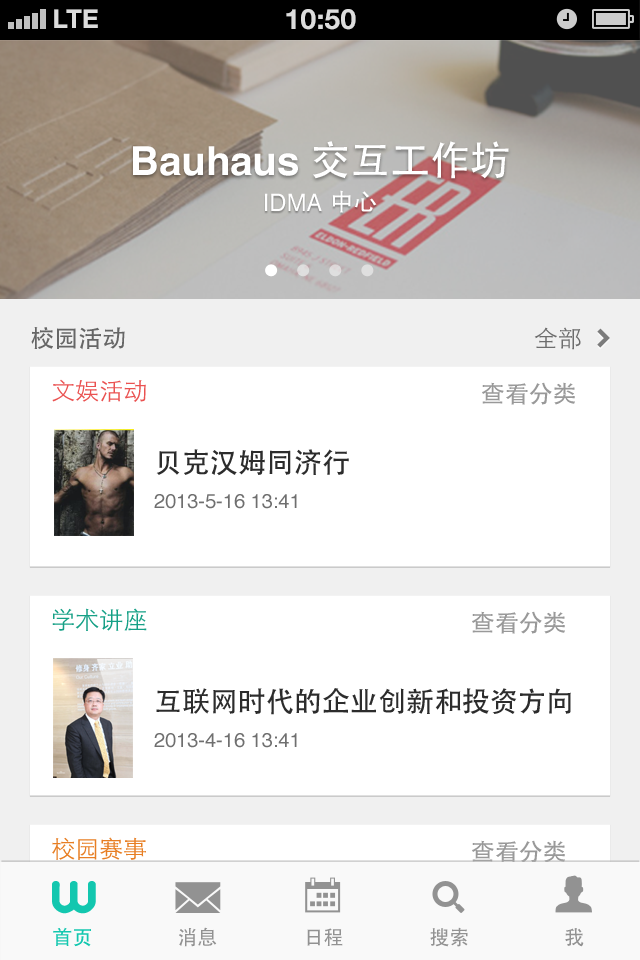 LTE 10:50
Bauhaus 交互工作坊
IDMA 中心
ELDON-REDFIELD
校园活动 全部
文娱活动 查看分类
贝克汉姆同济行
2013-5-16 13:41
学术讲座 查看分类
互联网时代的企业创新和投资方向
2013-4-16 13:41
校园赛事 查看分类
首页 消息 日程 搜索 我